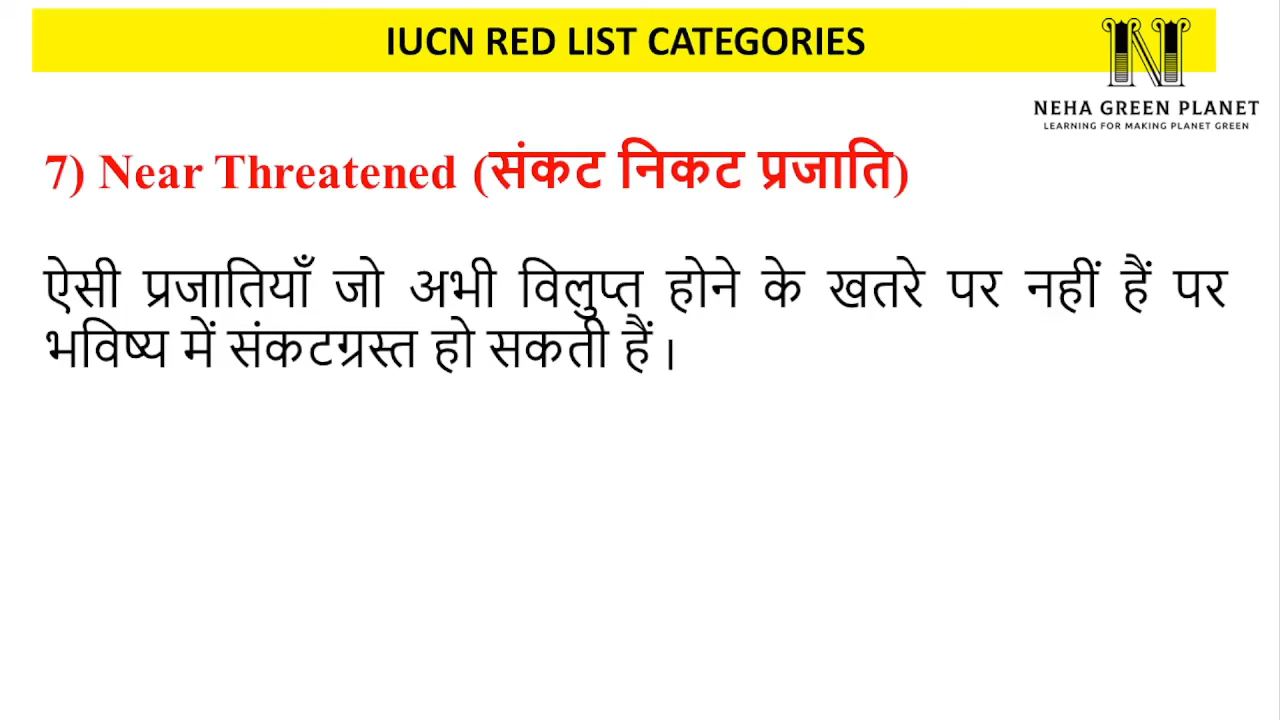 IUCN RED LIST CATEGORIES
N
NEHA GREEN PLANET
LEARNING FOR MAKING PLANET GREEN
7) Near Threatened (संकट निकट प्रजाति)
ऐसी प्रजातियाँ जो अभी विलुप्त होने के खतरे पर नहीं हैं पर
भविष्य में संकटग्रस्त हो सकती हैं।